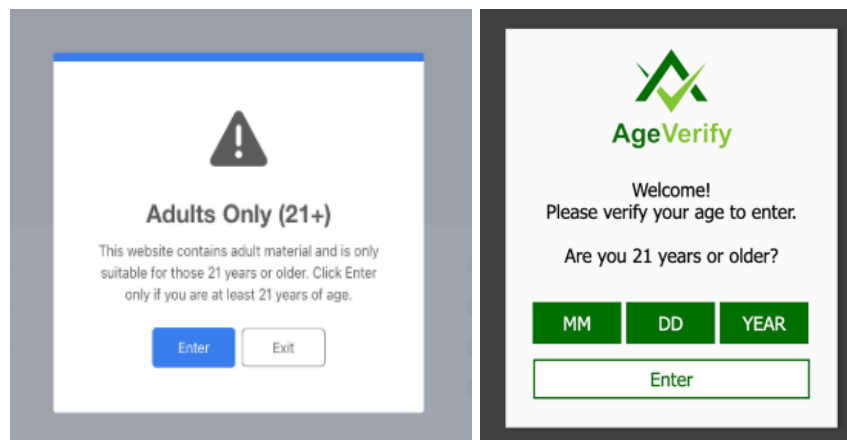 Adults Only (21+)
This website contains adult material and is only
suitable for those 21 years or older. Click Enter
only if you are at least 21 years of age.
Enter
Exit
AgeVerify
Welcome!
Please verify your age to enter.
Are you 21 years or older?
MM
DD
YEAR
Enter